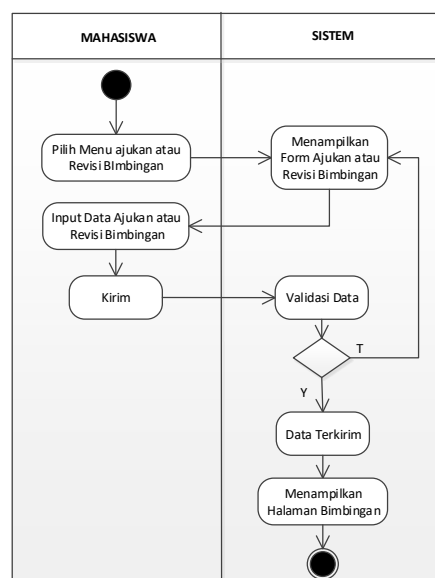 MAHASISWA
SISTEM
Pilih Menu ajukan atau
Revisi BImbingan
Menampilkan
Form Ajukan atau
Revisi Bimbingan
Input Data Ajukan atau
Revisi Bimbingan
Kirim
Validasi Data
T
Y
Data Terkirim
Menampilkan
Halaman Bimbingan